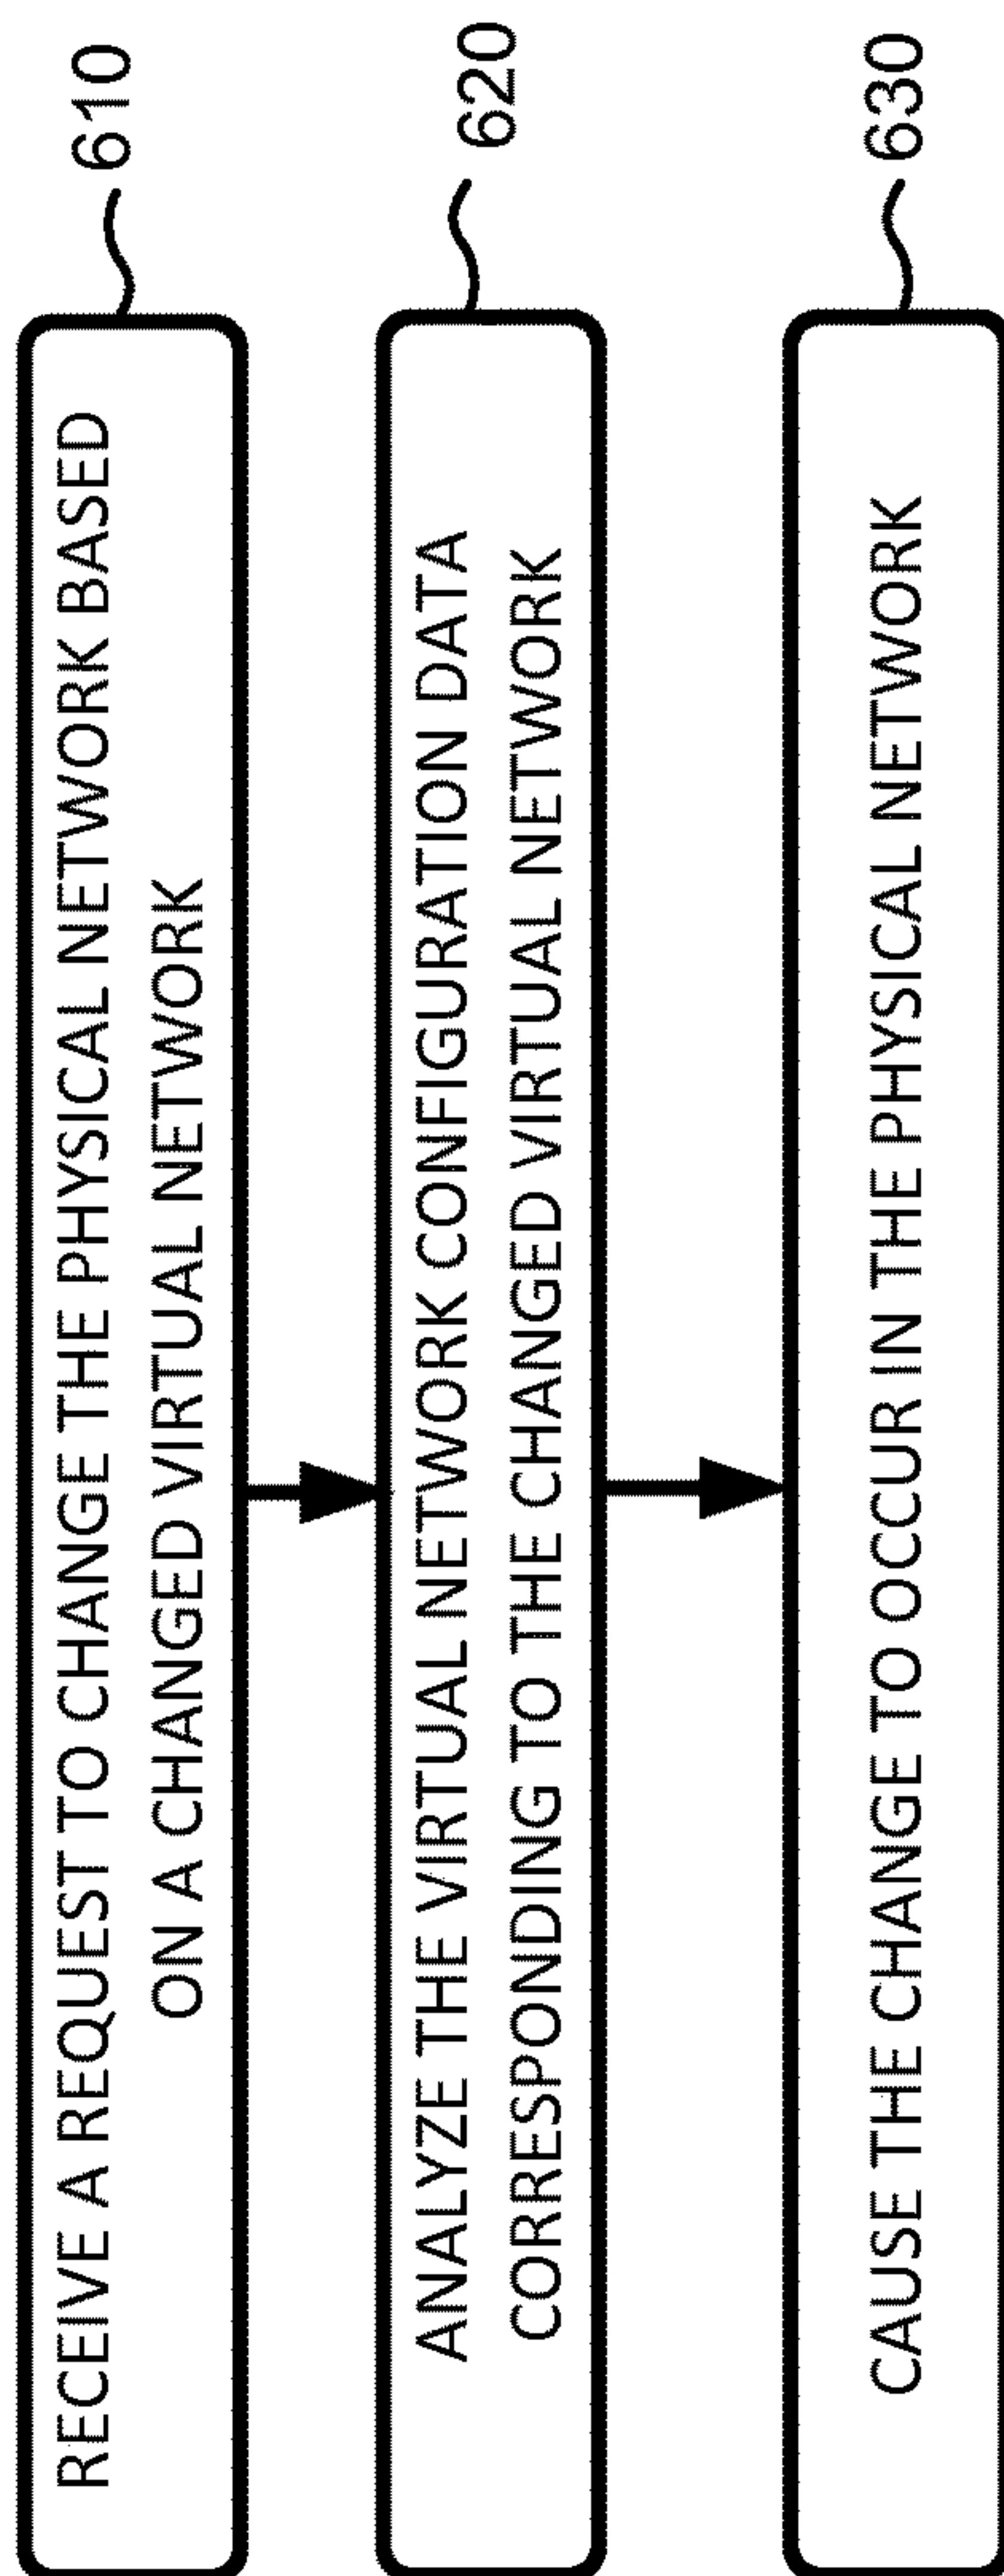 RECEIVE A REQUEST TO CHANGE THE PHYSICAL NETWORK BASED
ON A CHANGED VIRTUAL NETWORK
610
ANALYZE THE VIRTUAL NETWORK CONFIGURATION DATA
CORRESPONDING TO THE CHANGED VIRTUAL NETWORK
620
CAUSE THE CHANGE TO OCCUR IN THE PHYSICAL NETWORK
630